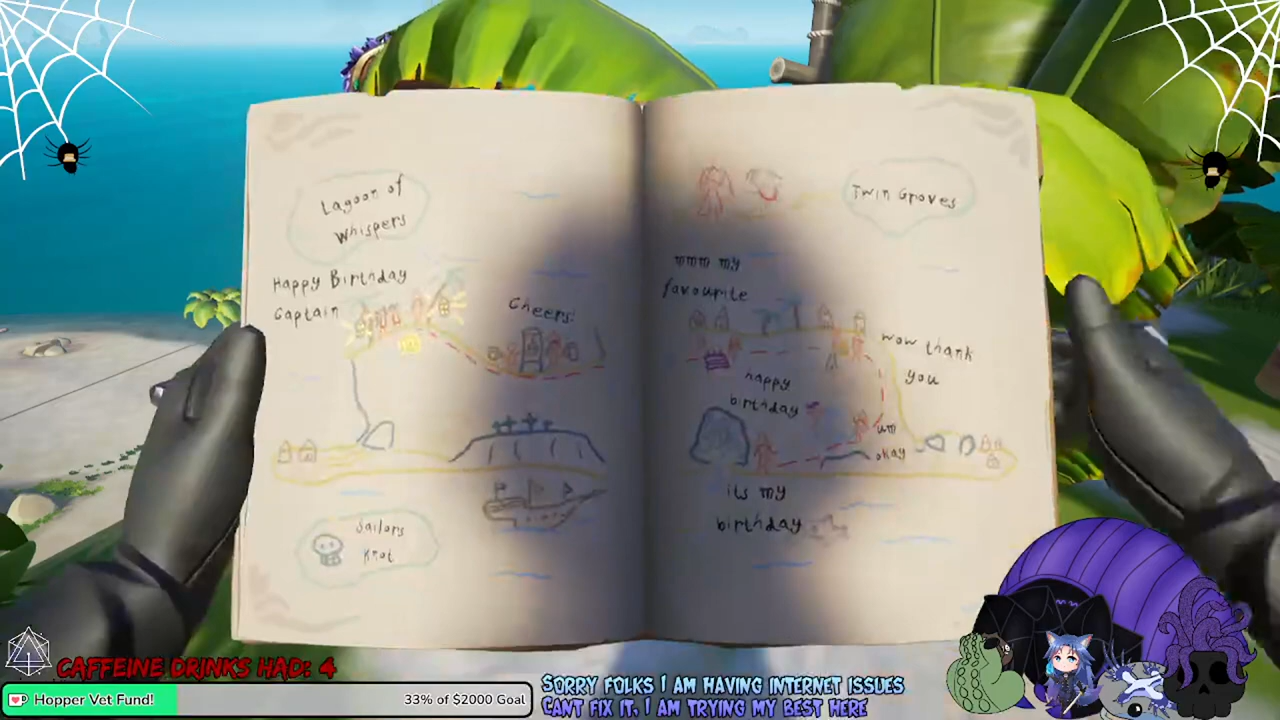 Lagoon of
Whispers
Happy Birthday
Captain
Cheers!
Sailors
Knot
Twin Groves
mmm my
favourite
wow thank
you
happy
birthday
um
okay
its my
birthday
CAFFEINE DRINKS HAD: 4
Hopper Vet Fund!
33% of $2000 Goal
SORRY FOLKS I AM HAVING INTERNET ISSUES
CANT FIX IT, I AM TRYING MY BEST HERE